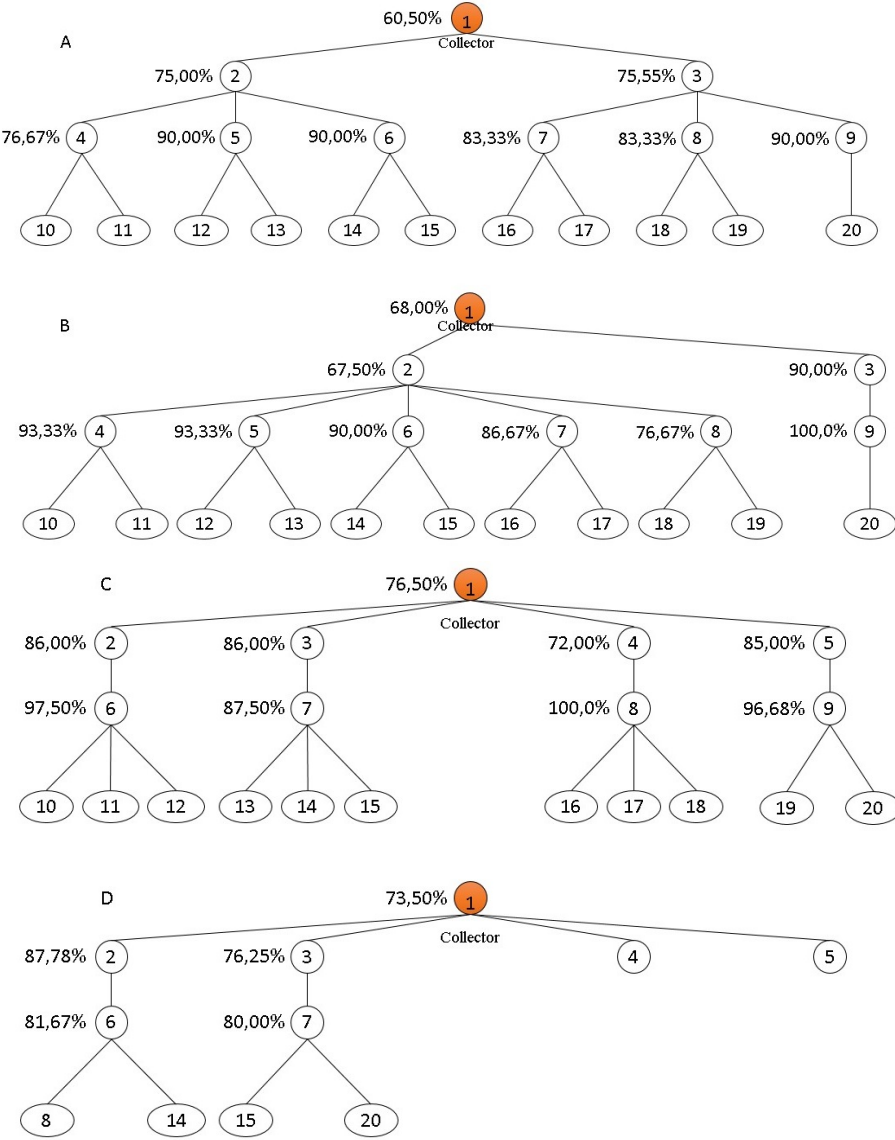 60,50% 1
A
Collector
75,00% 2 75,55% 3
76,67% 4 90,00% 5 90,00% 6 83,33% 7 83,33% 8 90,00% 9
10 11 12 13 14 15 16 17 18 19 20
68,00% 1
B Collector
67,50% 2 90,00% 3
93,33% 4 93,33% 5 90,00% 6 86,67% 7 76,67% 8 100,0% 9
10 11 12 13 14 15 16 17 18 19 20
C 76,50% 1
Collector
86,00% 2 86,00% 3 72,00% 4 85,00% 5
97,50% 6 87,50% 7 100,0% 8 96,68% 9
10 11 12 13 14 15 16 17 18 19 20
D 73,50% 1
Collector
87,78% 2 76,25% 3 4 5
81,67% 6 80,00% 7
8 14 15 20